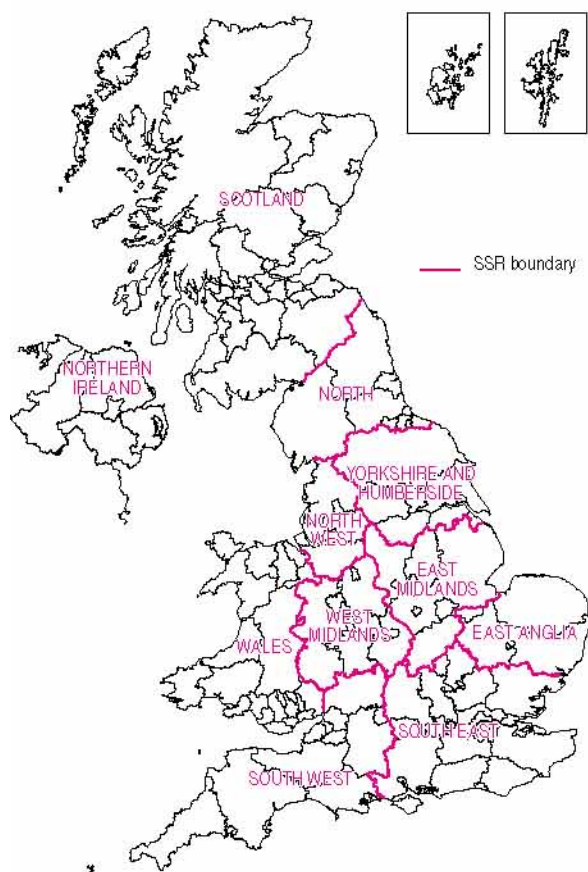 SCOTLAND
SSR boundary
NORTHERN
IRELAND
NORTH
YORKSHIRE AND
HUMBERSIDE
NORTH
WEST
EAST
MIDLANDS
WEST
MIDLANDS
EAST ANGLIA
WALES
SOUTH EAST
SOUTH WEST